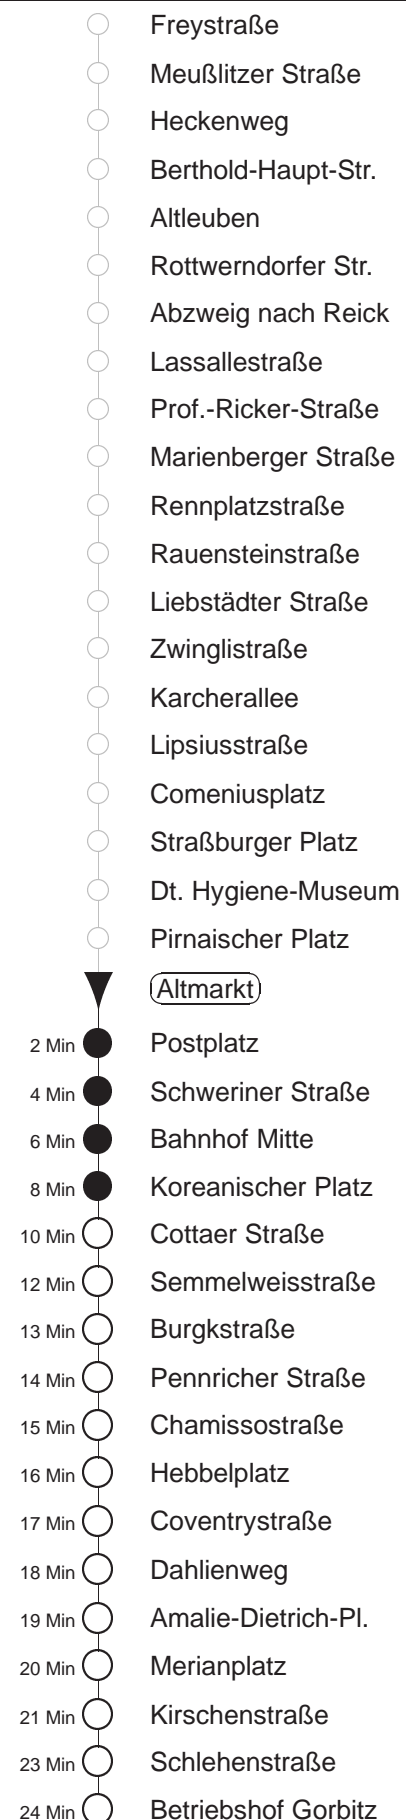 Freystraße
Meußlitzer Straße
Heckenweg
Berthold-Haupt-Str.
Altleuben
Rottwerndorfer Str.
Abzweig nach Reick
Lassallestraße
Prof.-Ricker-Straße
Marienberger Straße
Rennplatzstraße
Rauensteinstraße
Liebstädter Straße
Zwinglistraße
Karcherallee
Lipsiusstraße
Comeniusplatz
Straßburger Platz
Dt. Hygiene-Museum
Pirnaischer Platz
Altmarkt
2 Min Postplatz
4 Min Schweriner Straße
6 Min Bahnhof Mitte
8 Min Koreanischer Platz
10 Min Cottaer Straße
12 Min Semmelweisstraße
13 Min Burgkstraße
14 Min Pennricher Straße
15 Min Chamissostraße
16 Min Hebbelplatz
17 Min Coventrystraße
18 Min Dahlienweg
19 Min Amalie-Dietrich-Pl.
20 Min Merianplatz
21 Min Kirschenstraße
23 Min Schlehenstraße
24 Min Betriebshof Gorbitz